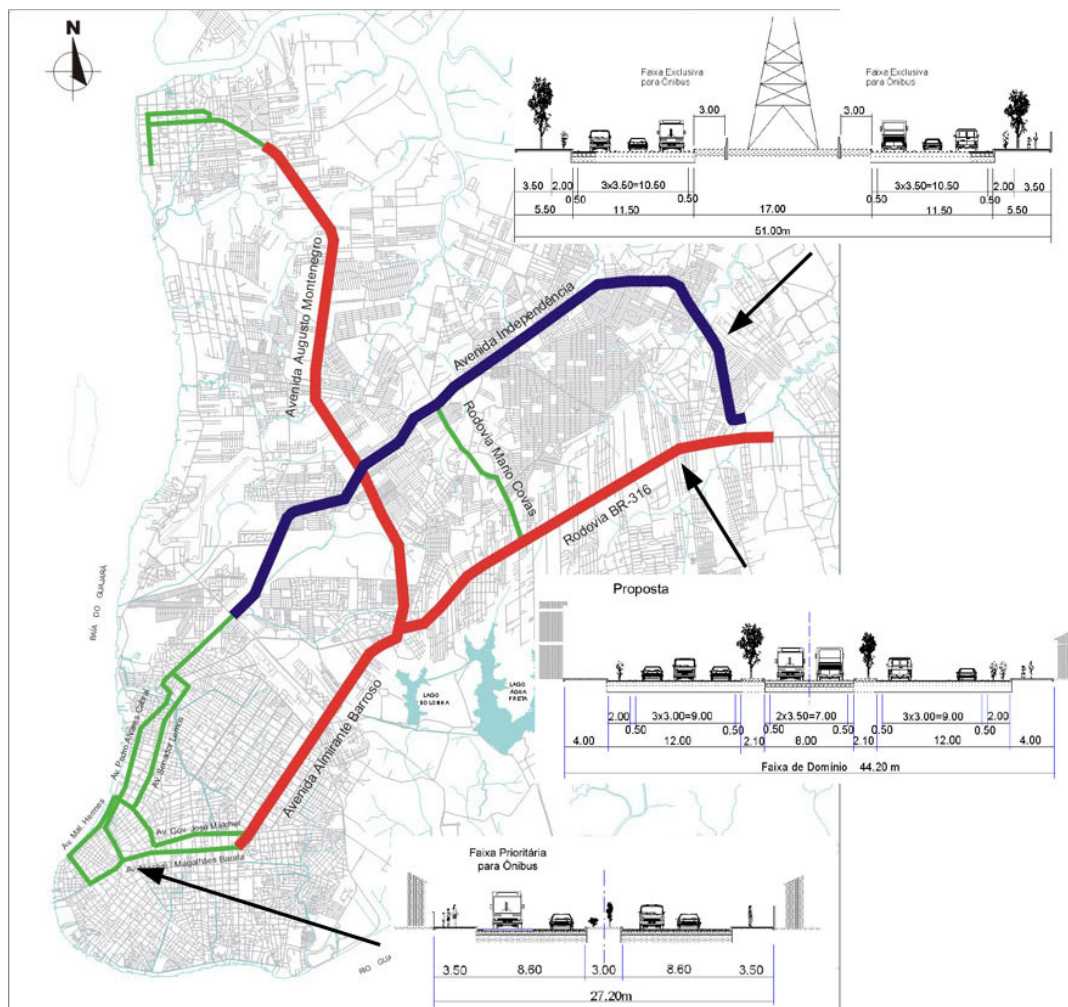 N
Faixa Exclusiva
para Ônibus
Faixa Exclusiva
para Ônibus
3.00
3.00
3.50
2.00
0.50
3x3.50=10.50
0.50
0.50
3x3.50=10.50
0.50
2.00
3.50
5.50
11.50
17.00
11.50
5.50
51.00m
Avenida Augusto Montenegro
Avenida Independência
Rodovia Mario Covas
Rodovia BR-316
BAÍA DO GUAJARÁ
Avenida Almirante Barroso
LAGO
LAGO
ÁGUA
PRETA
Av. Pedro Alvares Cabral
Av. Senador Lemos
Av. Mal. Hermes
Av. Gov. José Malcher
/ Magalhães Barata
RIO GUA
Proposta
2.00
0.50
3x3.00=9.00
0.50
2x3.50=7.00
0.50
0.50
3x3.00=9.00
0.50
2.00
4.00
12.00
2.10
8.00
2.10
12.00
4.00
Faixa de Domínio 44.20 m
Faixa Prioritária
para Ônibus
3.50
8.60
3.00
8.60
3.50
27.20m